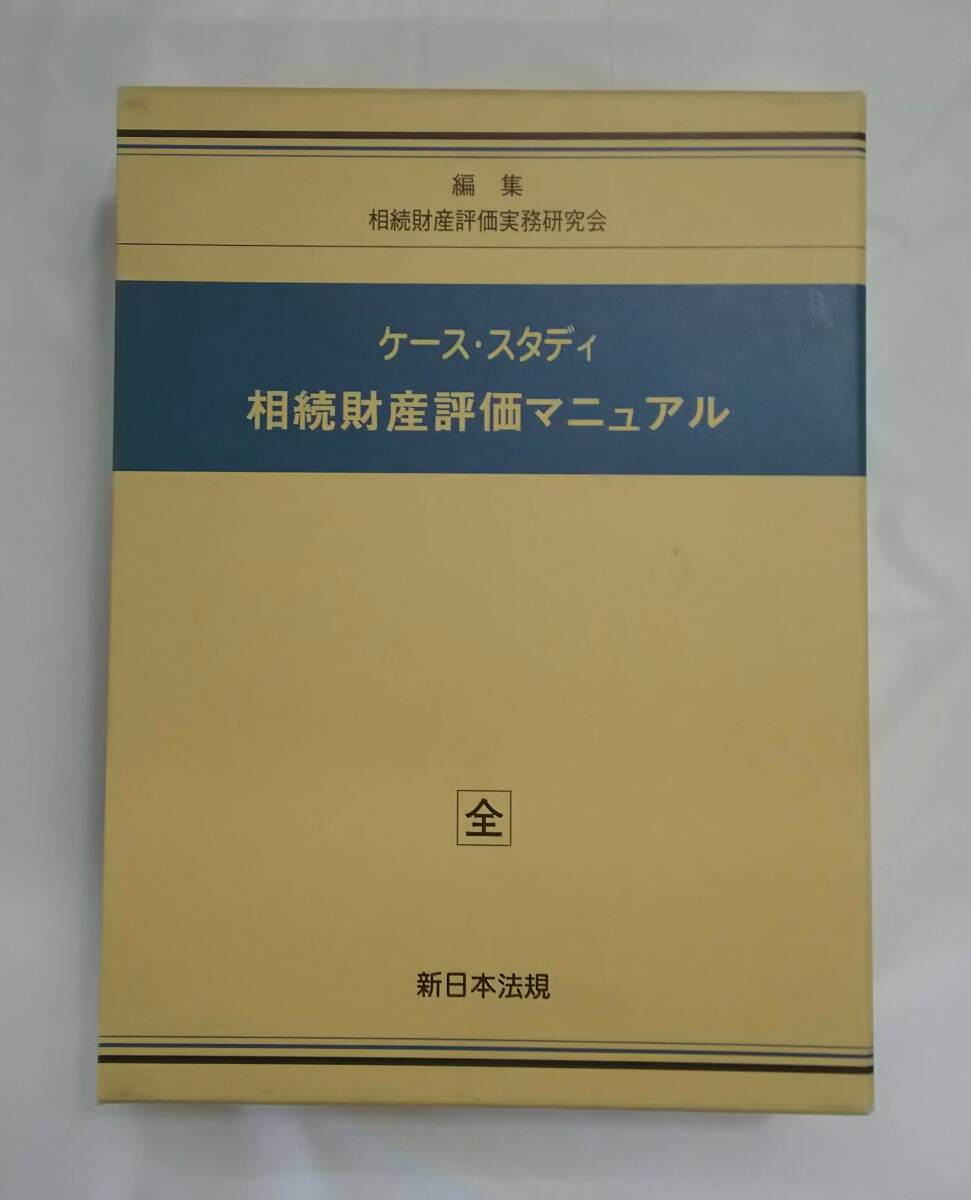 編 集
相続財産評価実務研究会
ケース・スタディ
相続財産評価マニュアル
全
新日本法規